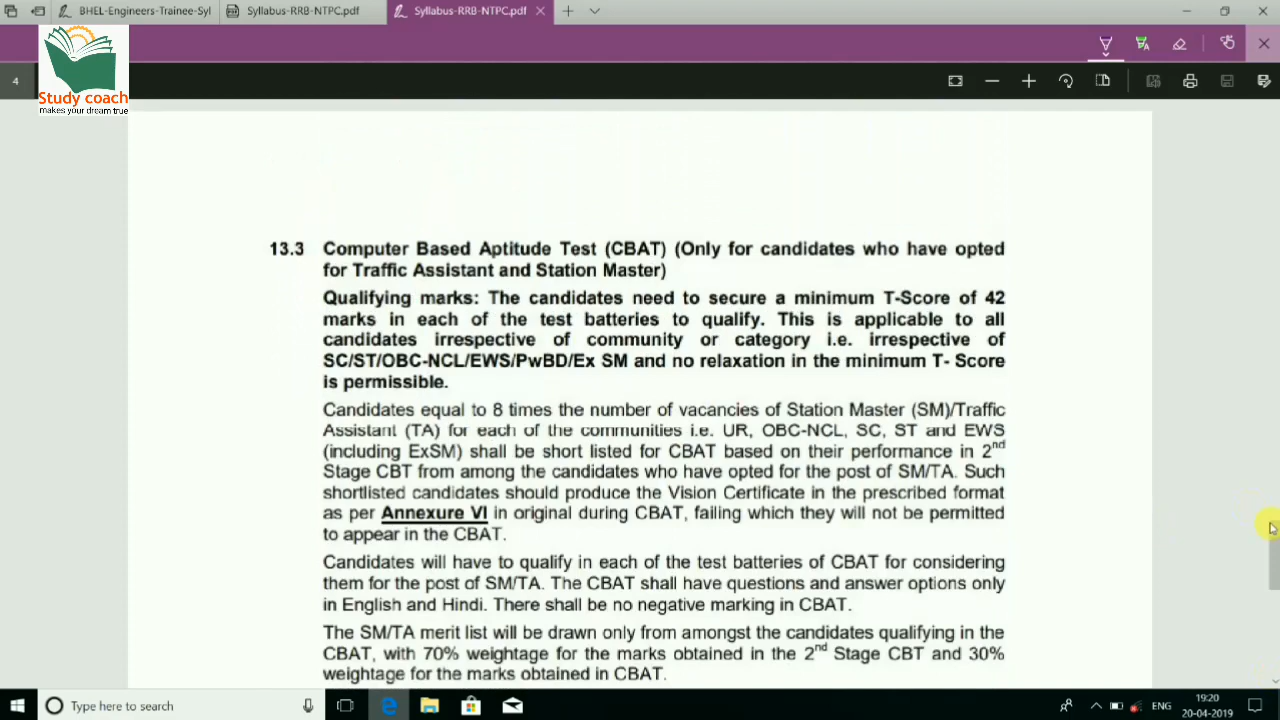 BHEL-Engineers-Trainee-Syl
Syllabus-RRB-NTPC.pdf
Syllabus-RRB-NTPC.pdf
4
Study coach
makes your dream true
13.3 Computer Based Aptitude Test (CBAT) (Only for candidates who have opted
for Traffic Assistant and Station Master)
Qualifying marks: The candidates need to secure a minimum T-Score of 42
marks in each of the test batteries to qualify. This is applicable to all
candidates irrespective of community or category i.e. irrespective of
SC/ST/OBC-NCL/EWS/PwBD/Ex SM and no relaxation in the minimum T- Score
is permissible.
Candidates equal to 8 times the number of vacancies of Station Master (SM)/Traffic
Assistant (TA) for each of the communities i.e. UR, OBC-NCL, SC, ST and EWS
(including ExSM) shall be short listed for CBAT based on their performance in 2nd
Stage CBT from among the candidates who have opted for the post of SM/TA. Such
shortlisted candidates should produce the Vision Certificate in the prescribed format
as per Annexure VI in original during CBAT, failing which they will not be permitted
to appear in the CBAT.
Candidates will have to qualify in each of the test batteries of CBAT for considering
them for the post of SM/TA. The CBAT shall have questions and answer options only
in English and Hindi. There shall be no negative marking in CBAT.
The SM/TA merit list will be drawn only from amongst the candidates qualifying in the
CBAT, with 70% weightage for the marks obtained in the 2nd Stage CBT and 30%
weightage for the marks obtained in CBAT.
Type here to search
ENG
19:20
20-04-2019